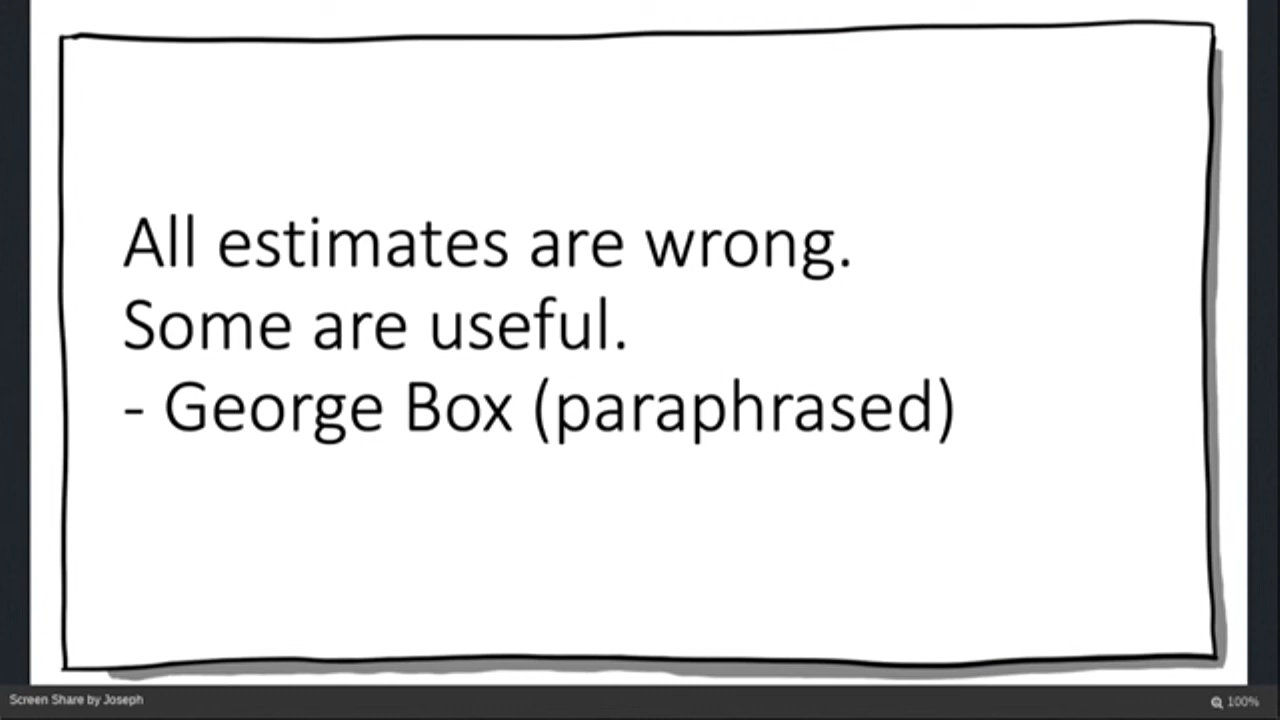 All estimates are wrong.
Some are useful.
- George Box (paraphrased)
Screen Share by Joseph
100%